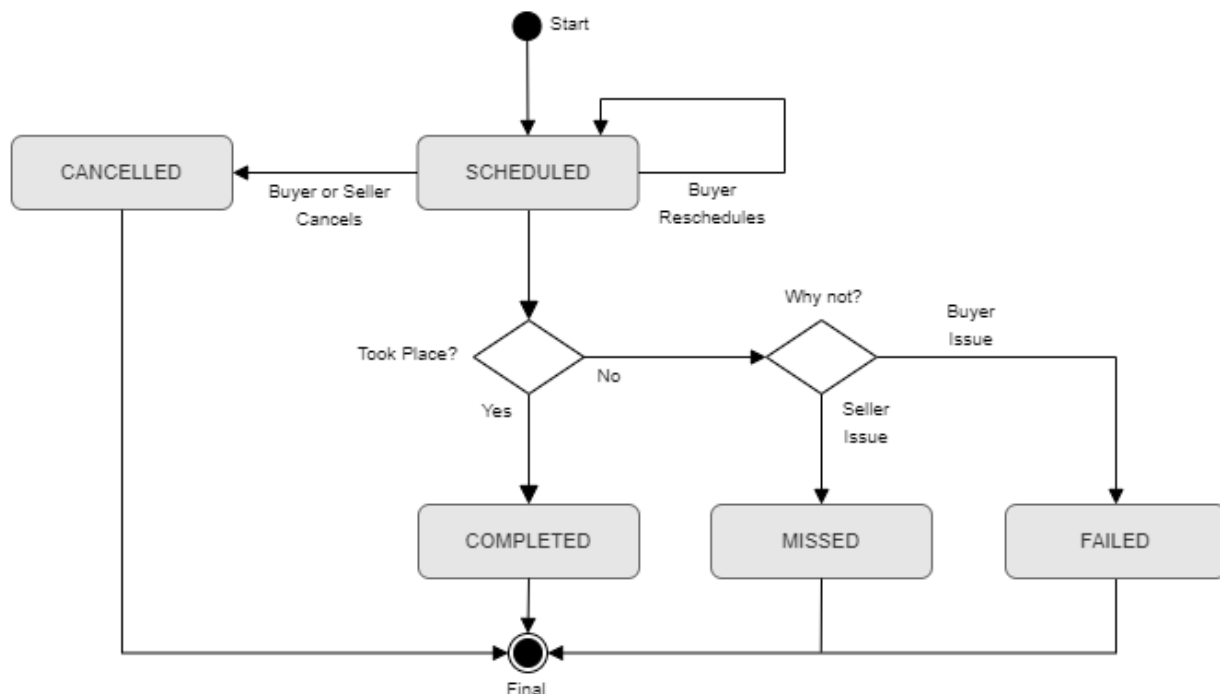 Start
CANCELLED
SCHEDULED
Buyer or Seller
Cancels
Buyer
Reschedules
Took Place?
Why not?
Buyer
Issue
No
Yes
Seller
Issue
COMPLETED
MISSED
FAILED
Final